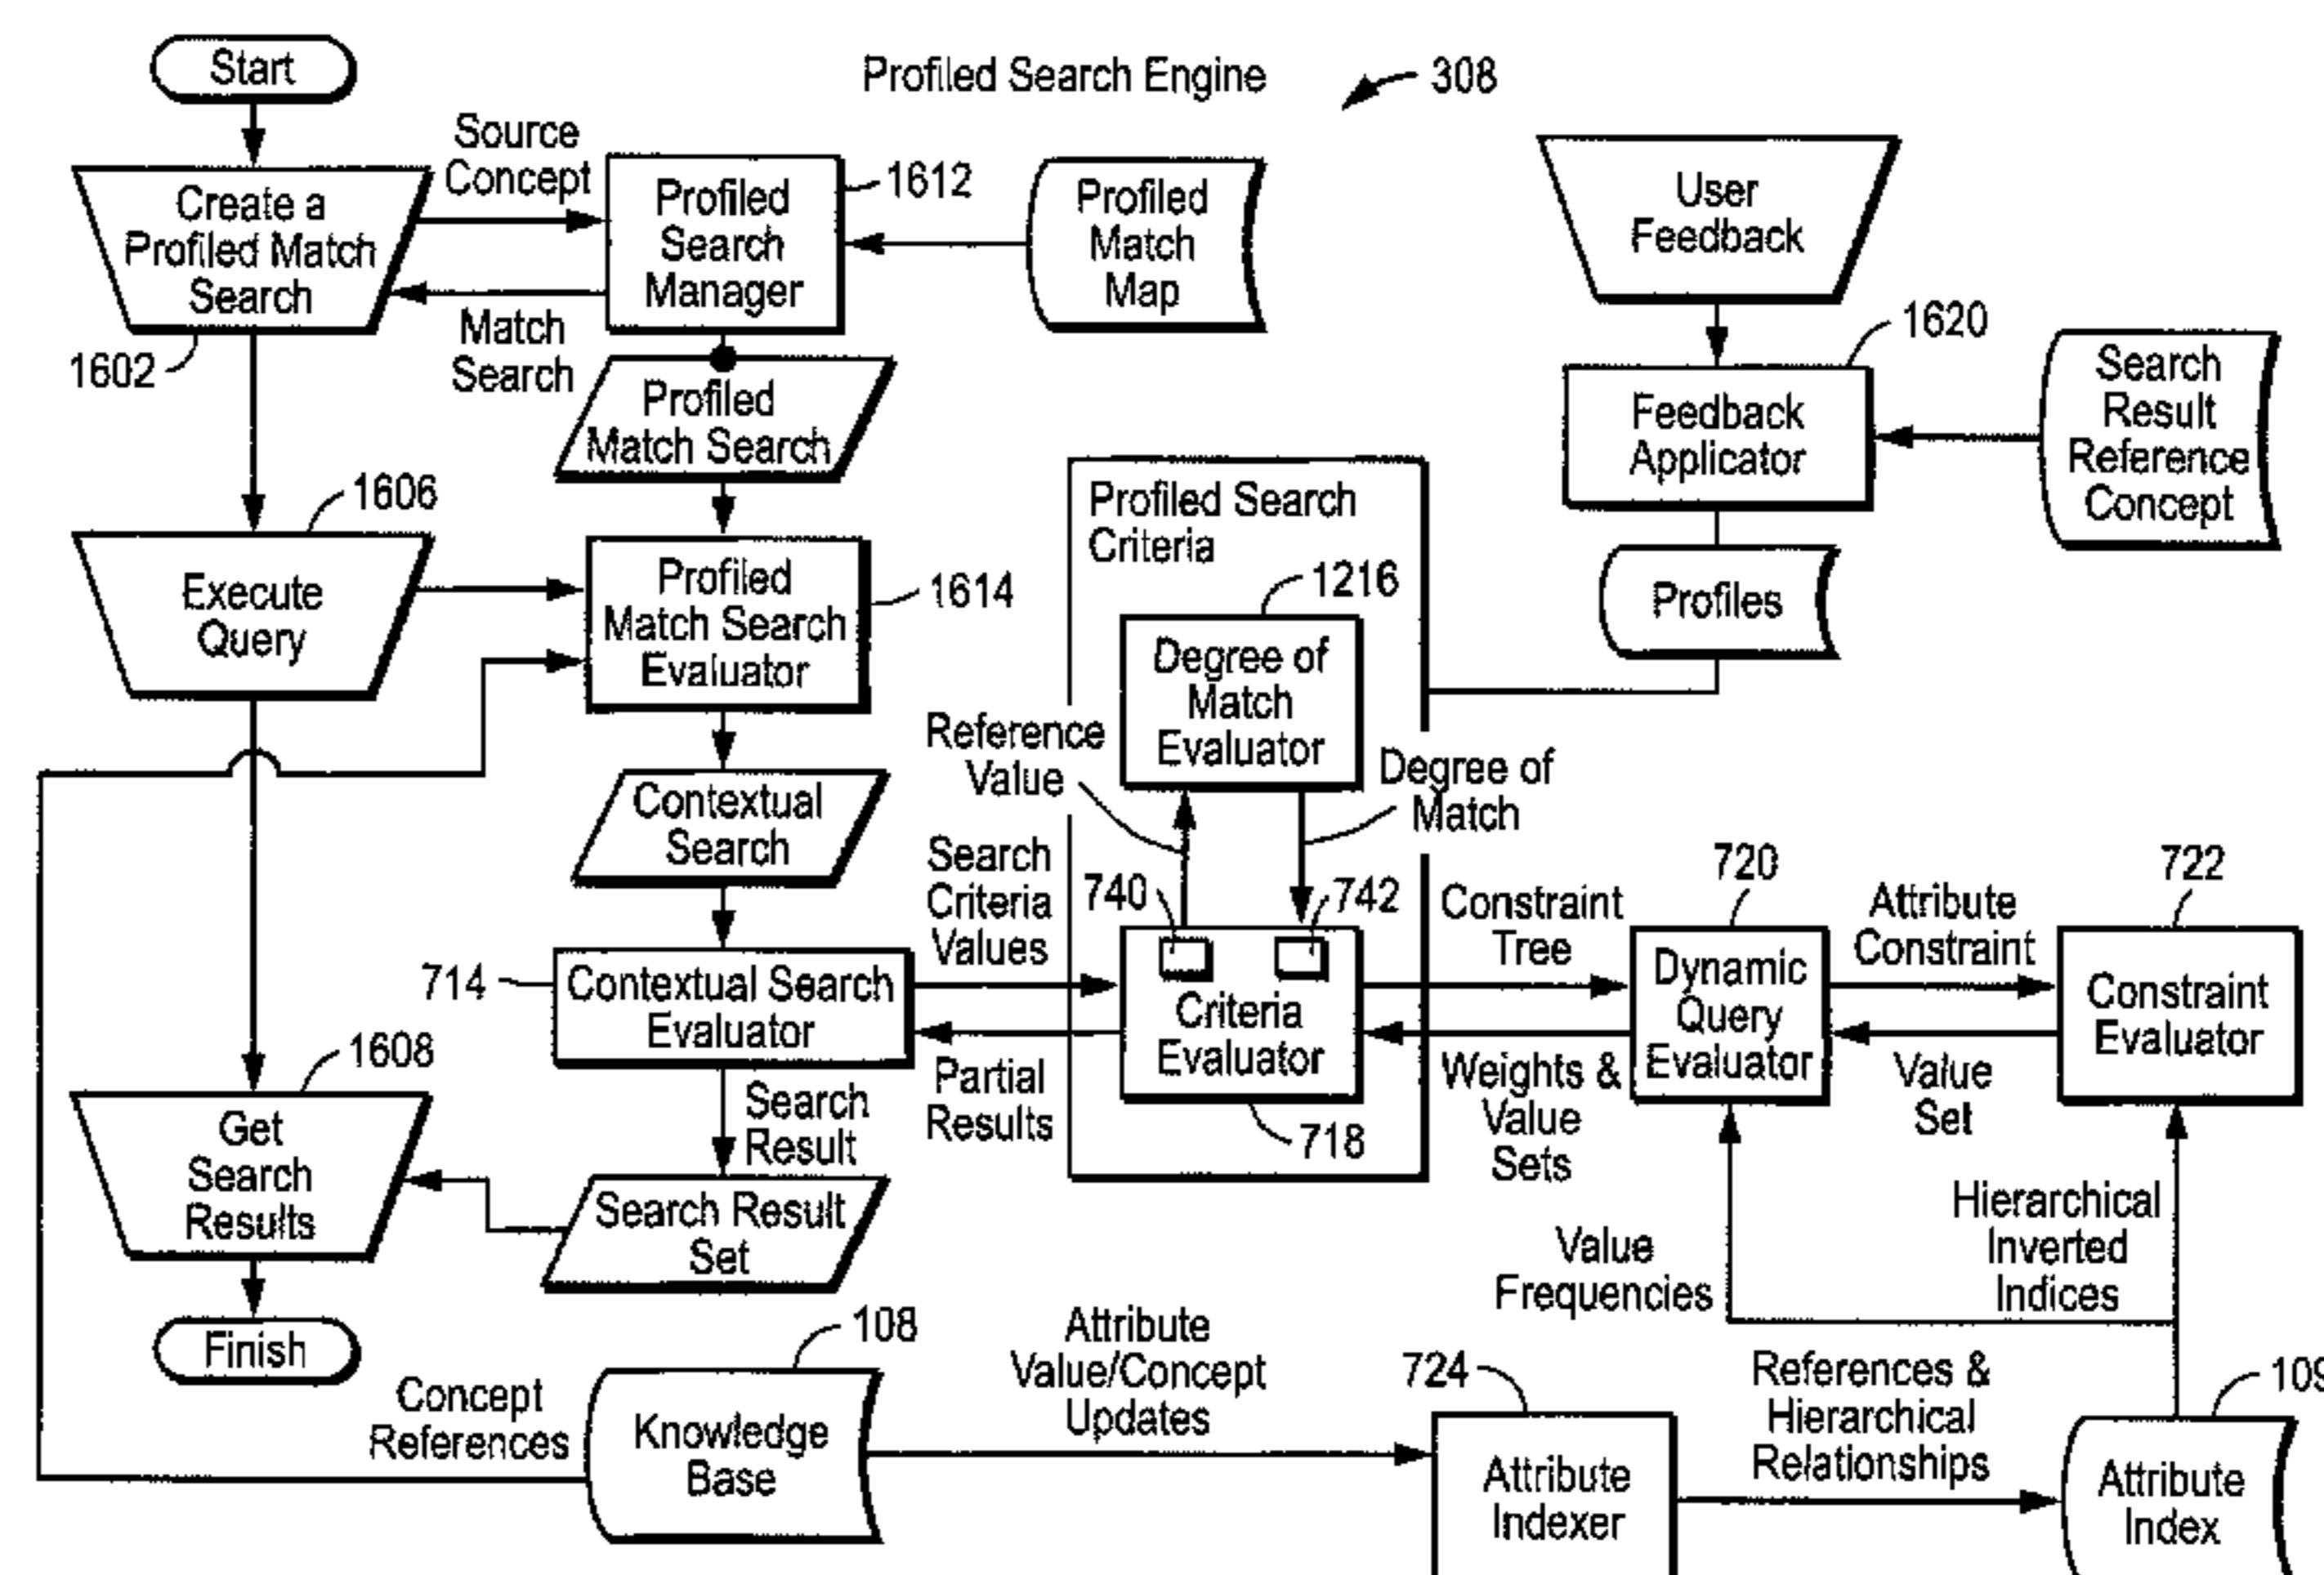 Start
Profiled Search Engine
308
Source
Concept
Create a
Profiled Match
Search
1602
Match
Search
Profiled
Search
Manager
1612
Profiled
Match
Map
User
Feedback
1620
Feedback
Applicator
Search
Result
Reference
Concept
Profiled
Match Search
1606
Execute
Query
Profiled
Match Search
Evaluator
1614
Profiled Search
Criteria
1216
Degree of
Match
Evaluator
Profiles
Reference
Value
Degree of
Match
Contextual
Search
Search
Criteria
Values
740
742
Constraint
Tree
720
Attribute
Constraint
722
714
Contextual Search
Evaluator
Criteria
Evaluator
Dynamic
Query
Evaluator
Constraint
Evaluator
1608
Get
Search
Results
Search
Result
Partial
Results
718
Weights &
Value
Sets
Value
Set
Search Result
Set
Value
Frequencies
Hierarchical
Inverted
Indices
Finish
Concept
References
108
Knowledge
Base
Attribute
Value/Concept
Updates
724
Attribute
Indexer
References &
Hierarchical
Relationships
109
Attribute
Index